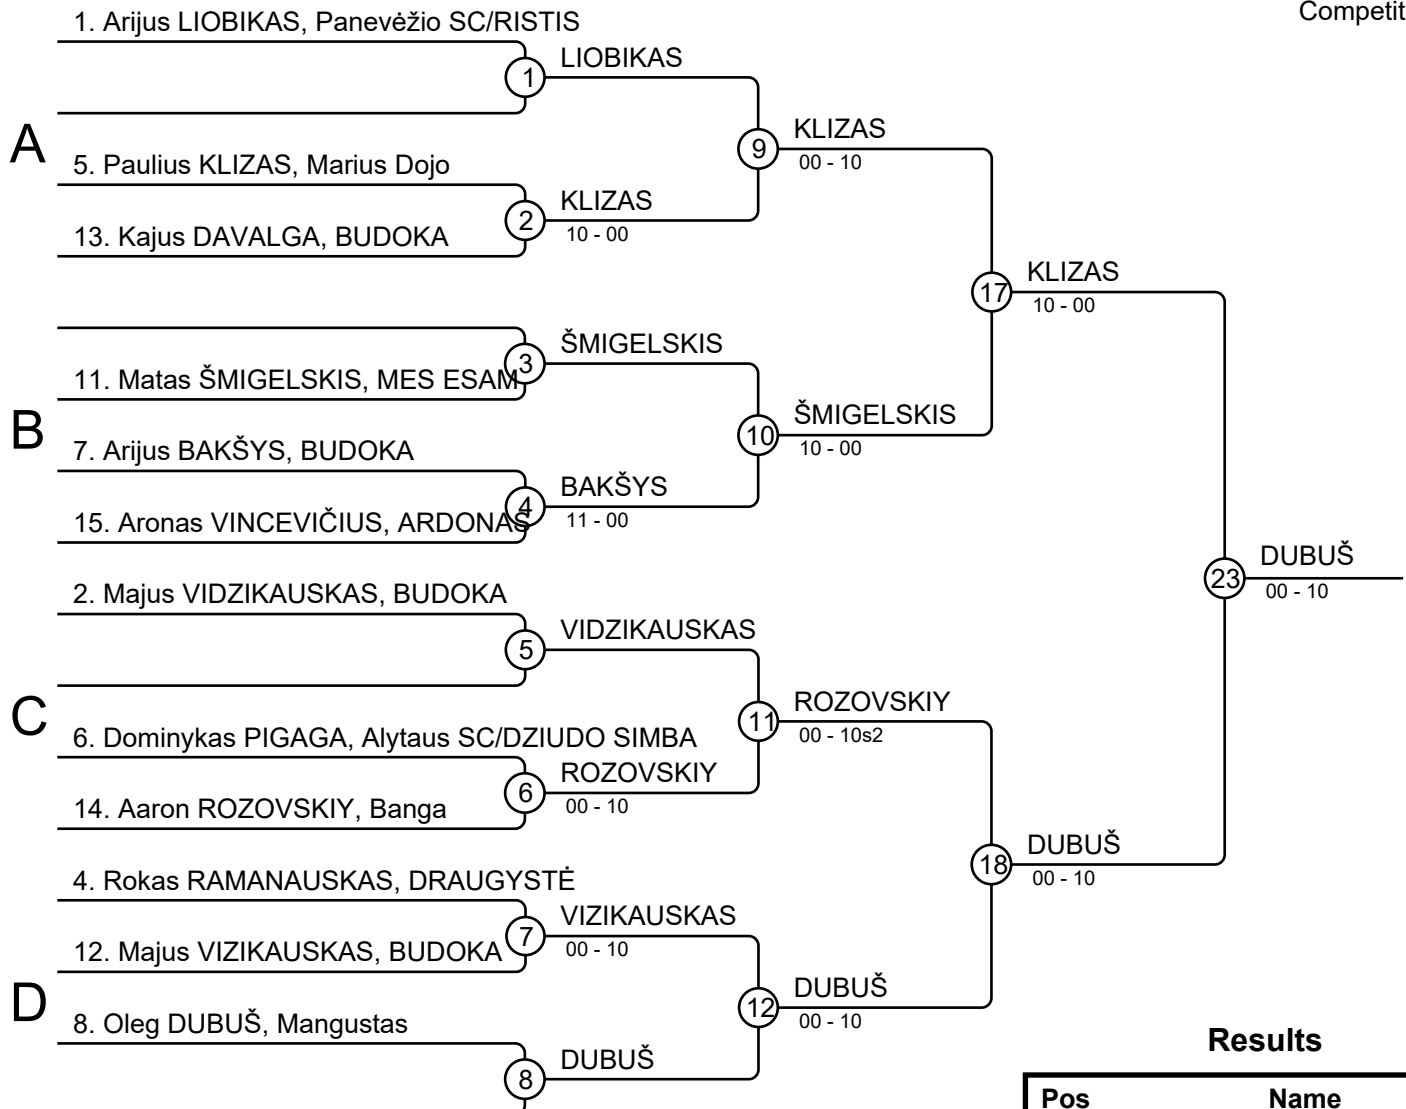 Competit
1. Arijus LIOBIKAS, Panevėžio SC/RISTIS
1
LIOBIKAS
A
9
KLIZAS
00 - 10
5. Paulius KLIZAS, Marius Dojo
2
KLIZAS
10 - 00
13. Kajus DAVALGA, BUDOKA
17
KLIZAS
10 - 00
3
ŠMIGELSKIS
11. Matas ŠMIGELSKIS, MES ESAM
B
10
ŠMIGELSKIS
10 - 00
7. Arijus BAKŠYS, BUDOKA
4
BAKŠYS
11 - 00
15. Aronas VINCEVIČIUS, ARDONAS
23
DUBUŠ
00 - 10
2. Majus VIDZIKAUSKAS, BUDOKA
5
VIDZIKAUSKAS
C
11
ROZOVSKIY
00 - 10s2
6. Dominykas PIGAGA, Alytaus SC/DZIUDO SIMBA
6
ROZOVSKIY
00 - 10
14. Aaron ROZOVSKIY, Banga
18
DUBUŠ
00 - 10
4. Rokas RAMANAUSKAS, DRAUGYSTĖ
7
VIZIKAUSKAS
00 - 10
12. Majus VIZIKAUSKAS, BUDOKA
D
12
DUBUŠ
00 - 10
8. Oleg DUBUŠ, Mangustas
8
DUBUŠ
Results
Pos Name